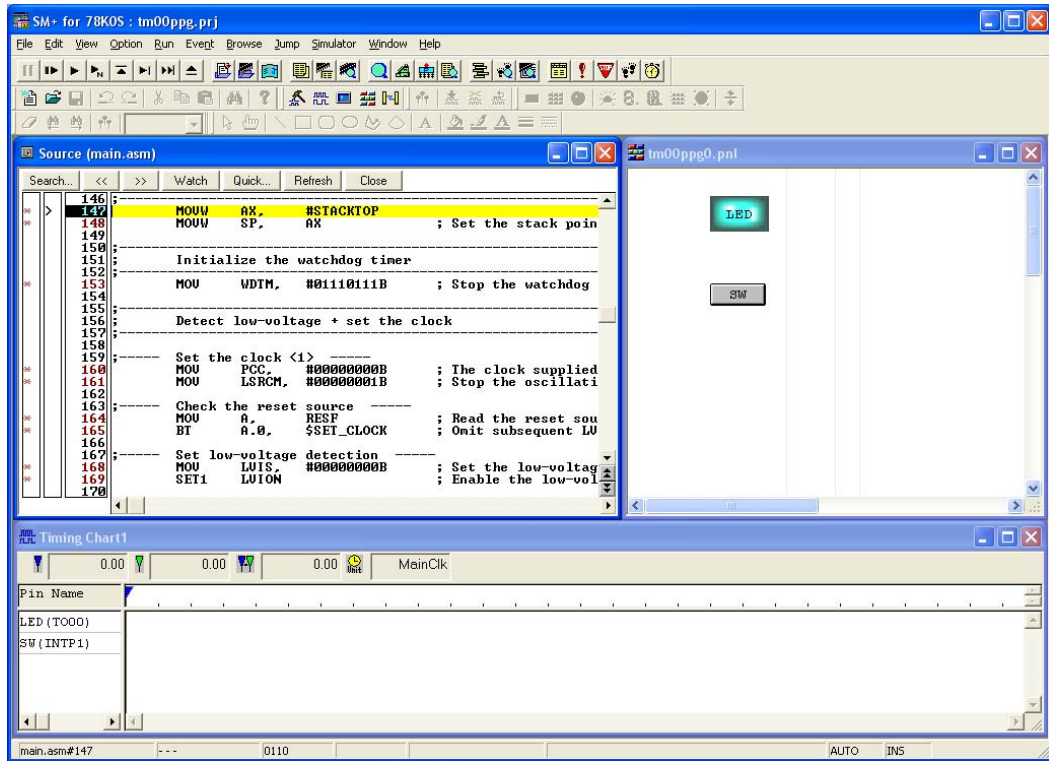 SM+ for 78K0S : tm00ppg.prj
File Edit View Option Run Event Browse Jump Simulator Window Help
Source (main.asm)
Search... << >> Watch Quick... Refresh Close
146 ;----------------------------------------------------------------
147 MOVW AX, #STACKTOP
148 MOVW SP, AX ; Set the stack poin
149
150 ;----------------------------------------------------------------
151 ; Initialize the watchdog timer
152 ;----------------------------------------------------------------
153 MOV WDTM, #01110111B ; Stop the watchdog
154
155 ;----------------------------------------------------------------
156 ; Detect low-voltage + set the clock
157 ;----------------------------------------------------------------
158
159 ;----- Set the clock <1> -----
160 MOV PCC, #00000000B ; The clock supplied
161 MOV LSRCM, #00000001B ; Stop the oscillati
162
163 ;----- Check the reset source -----
164 MOV A, RESF ; Read the reset sou
165 BT A.0, $SET_CLOCK ; Omit subsequent LV
166
167 ;----- Set low-voltage detection -----
168 MOV LVIS, #00000000B ; Set the low-voltag
169 SET1 LVION ; Enable the low-vol
170
tm00ppg0.pnl
LED
SW
Timing Chart1
0.00 0.00 0.00 Unit MainClk
Pin Name
LED(TO00)
SW(INTP1)
main.asm#147 --- 0110 AUTO INS